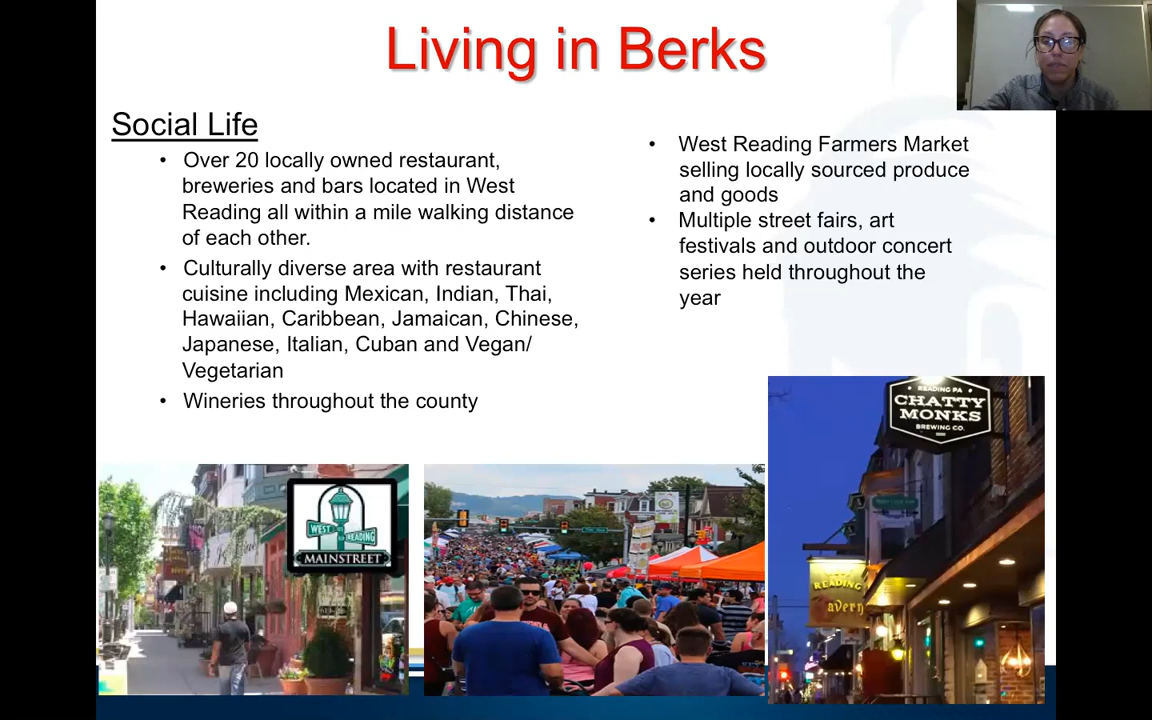 Living in Berks
Social Life
• Over 20 locally owned restaurant,
breweries and bars located in West
Reading all within a mile walking distance
of each other.
• Culturally diverse area with restaurant
cuisine including Mexican, Indian, Thai,
Hawaiian, Caribbean, Jamaican, Chinese,
Japanese, Italian, Cuban and Vegan/
Vegetarian
• Wineries throughout the county
• West Reading Farmers Market
selling locally sourced produce
and goods
• Multiple street fairs, art
festivals and outdoor concert
series held throughout the
year
WEST READING
MAINSTREET
READING PA
CHATTY
MONKS
BREWING CO.
READING